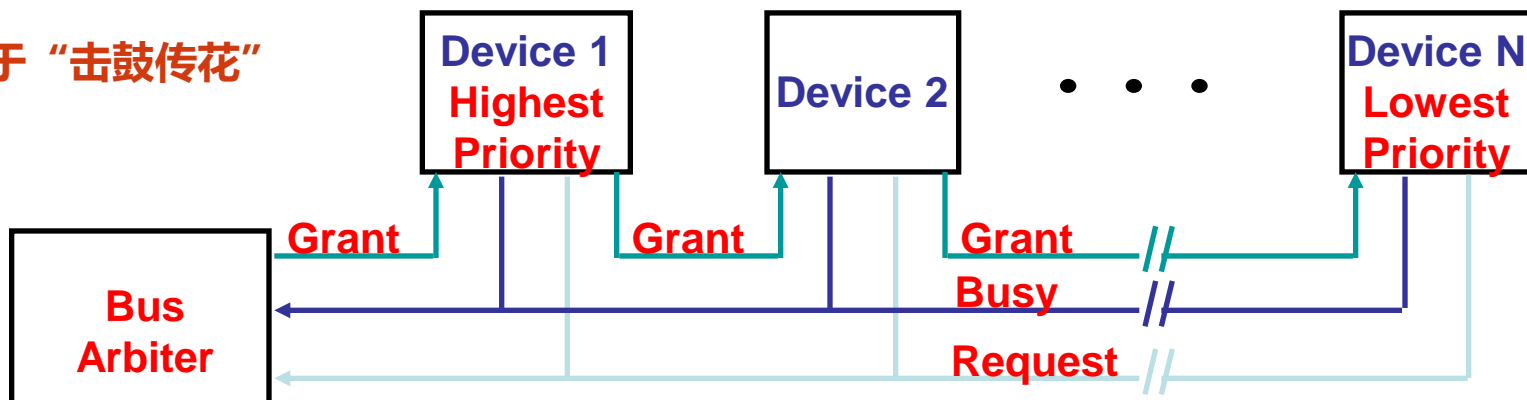 于“击鼓传花”
Device 1
Highest
Priority
Device 2
Device N
Lowest
Priority
Grant
Grant
Grant
Busy
Request
Bus
Arbiter